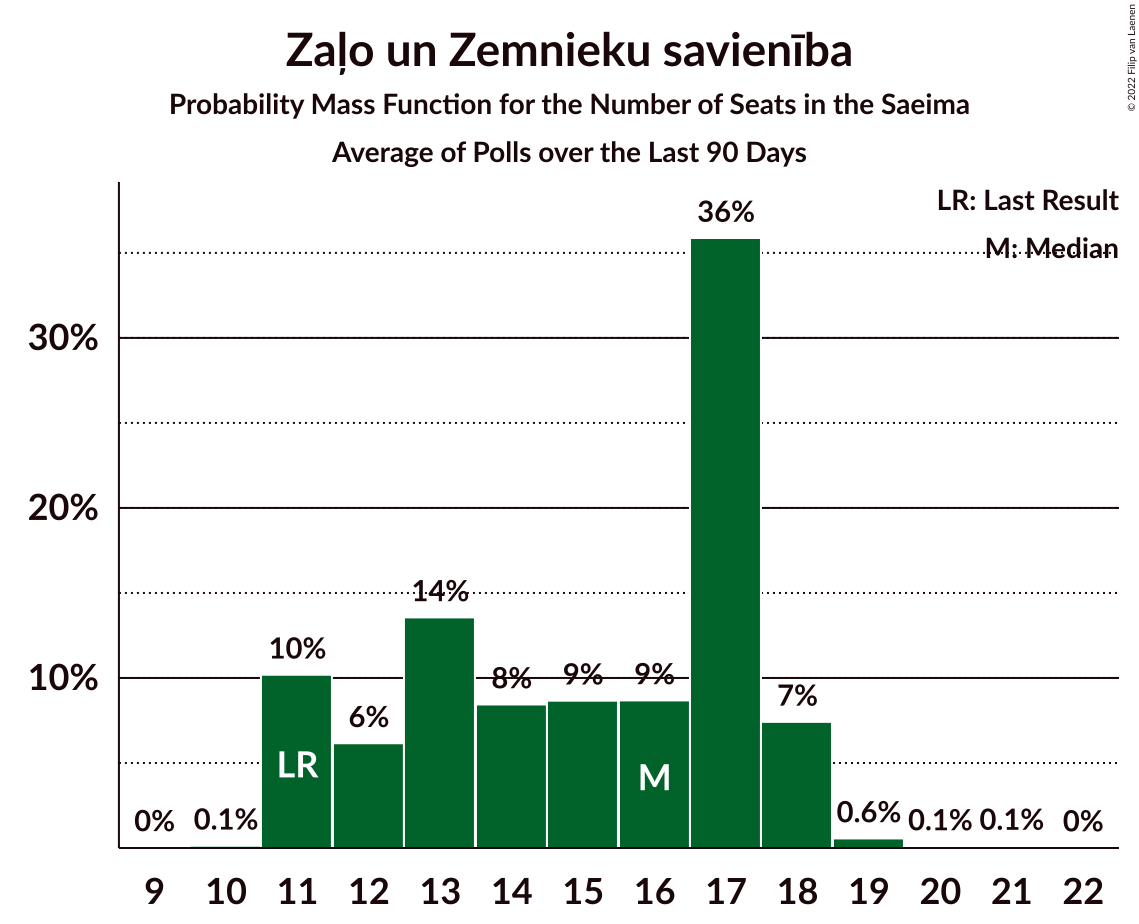 Zaļo un Zemnieku savienība
Probability Mass Function for the Number of Seats in the Saeima
Average of Polls over the Last 90 Days
© 2022 Filip van Laenen
LR: Last Result
M: Median
30%
20%
10%
0%
0.1%
10%
6%
14%
8%
9%
9%
36%
7%
0.6%
0.1%
0.1%
0%
LR
M
9 10 11 12 13 14 15 16 17 18 19 20 21 22